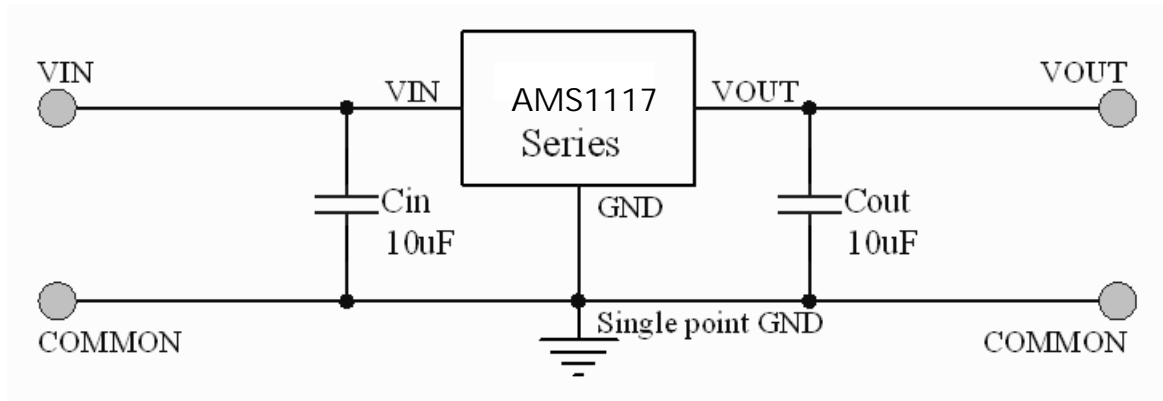 VIN
VIN
AMS1117
Series
VOUT
VOUT
Cin
10uF
GND
Cout
10uF
COMMON
Single point GND
COMMON